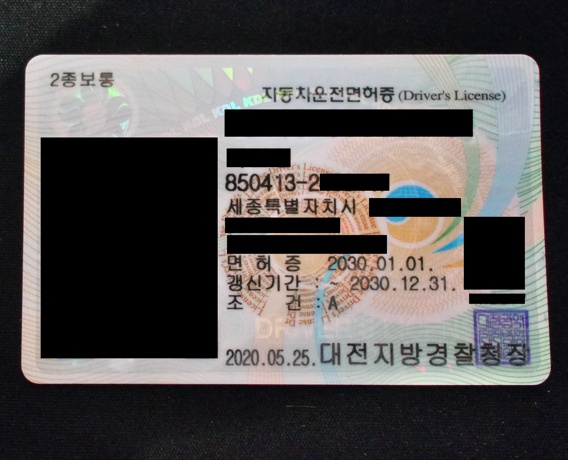 2종보통
자동차운전면허증 (Driver's License)
850413-2
세종특별자치시
면 허 증 2030.01.01.
갱신기간 : ~ 2030.12.31.
조 건 : A
2020.05.25. 대전지방경찰청장